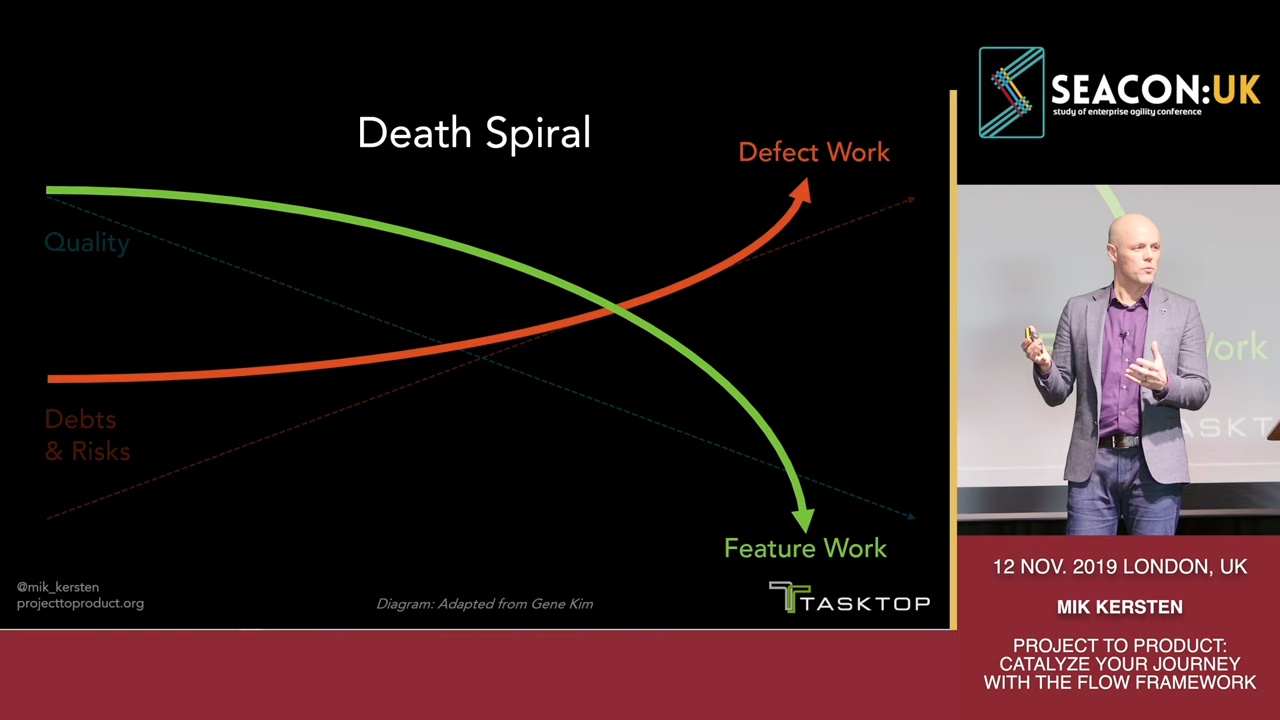 Death Spiral
Defect Work
Quality
Debts
& Risks
Feature Work
@mik_kersten
projecttoproduct.org
Diagram: Adapted from Gene Kim
TASKTOP
SEACON:UK
study of enterprise agility conference
Work
TASKT
12 NOV. 2019 LONDON, UK
MIK KERSTEN
PROJECT TO PRODUCT:
CATALYZE YOUR JOURNEY
WITH THE FLOW FRAMEWORK